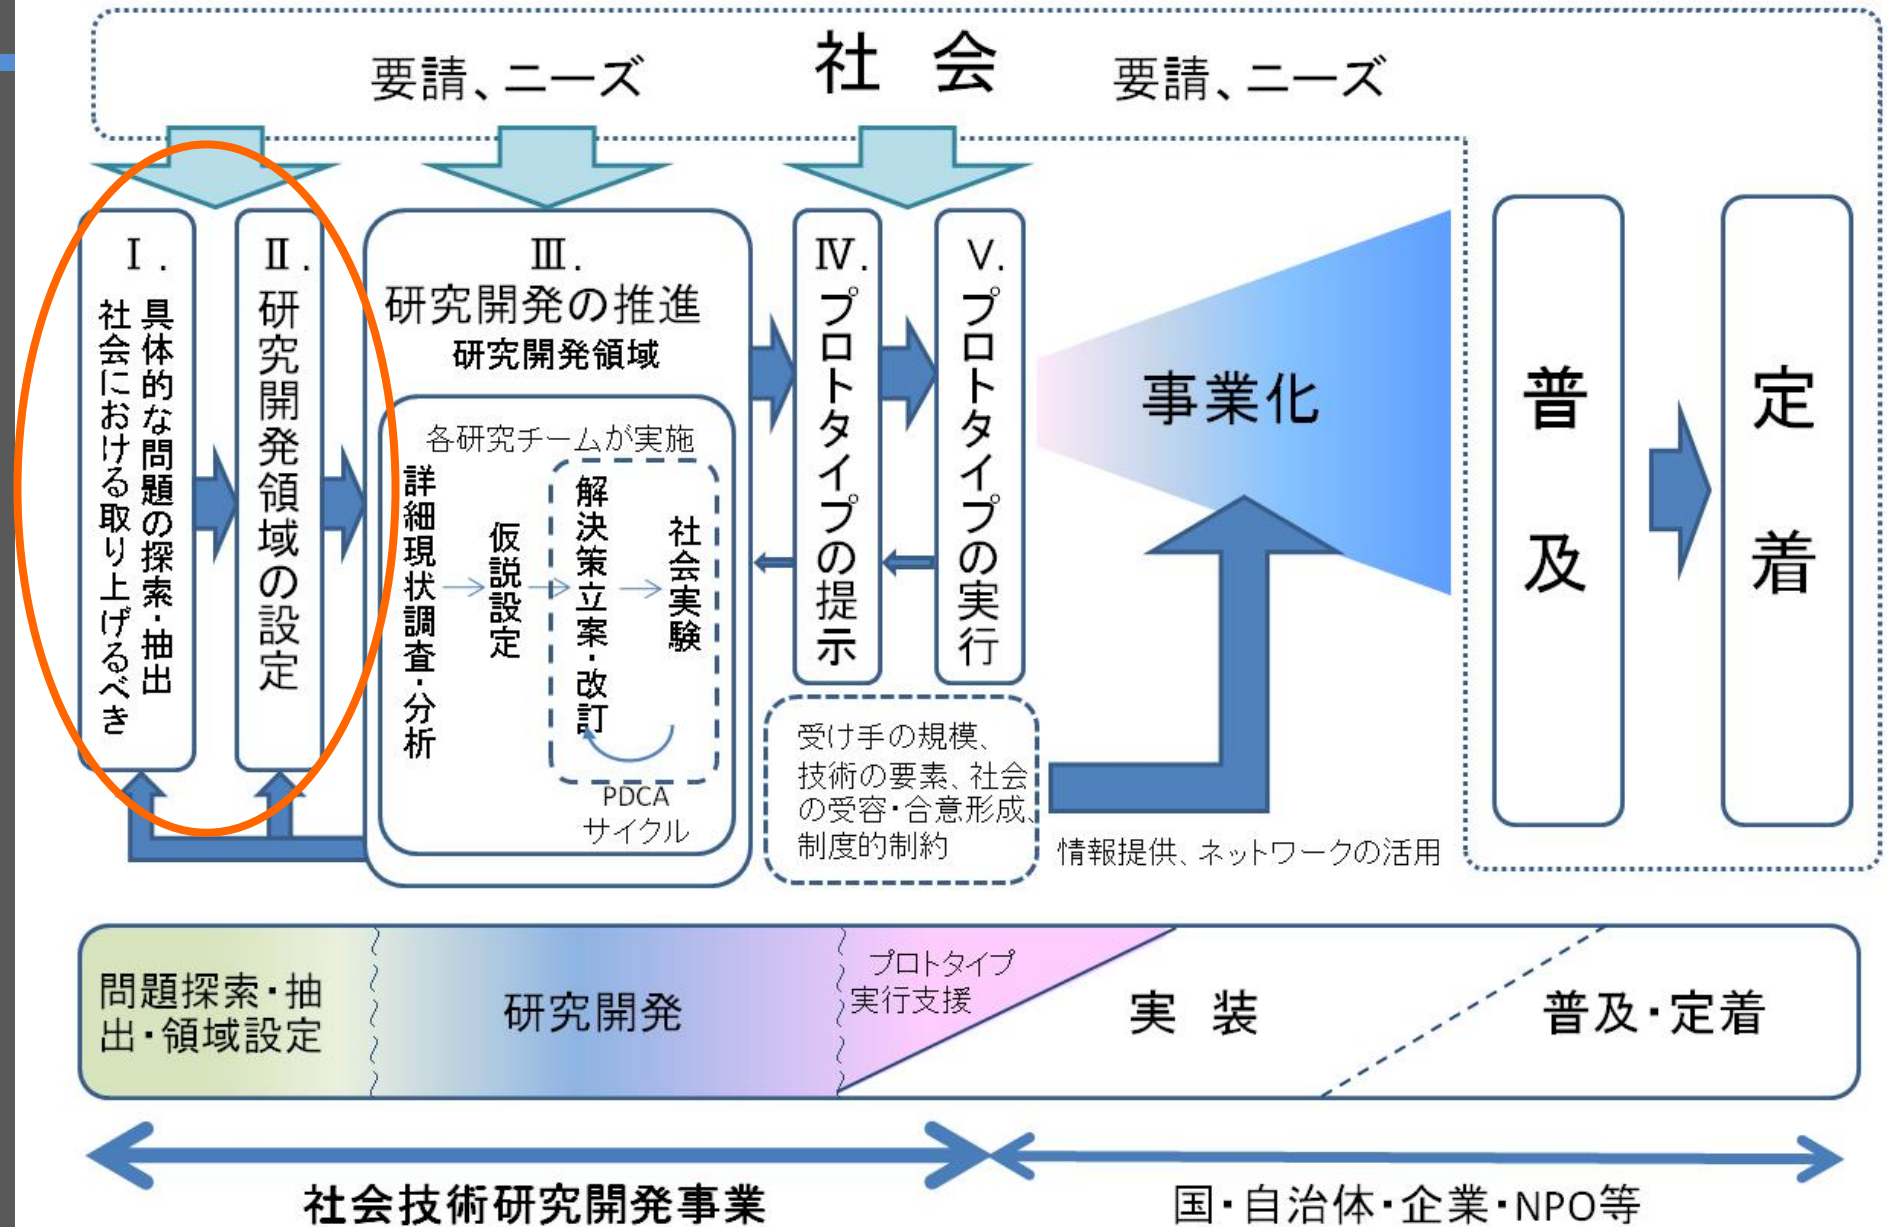 社 会
要請、ニーズ
要請、ニーズ
Ⅰ.
具体的な問題の探索・抽出
社会における取り上げるべき
Ⅱ.
研究開発領域の設定
Ⅲ.
研究開発の推進
研究開発領域
各研究チームが実施
詳細現状調査・分析
仮説設定
解決策立案・改訂
社会実験
PDCA
サイクル
Ⅳ.
プロトタイプの提示
Ⅴ.
プロトタイプの実行
受け手の規模、
技術の要素、社会
の受容・合意形成、
制度的制約
事業化
情報提供、ネットワークの活用
普及
定着
問題探索・抽
出・領域設定
研究開発
プロトタイプ
実行支援
実 装
普及・定着
社会技術研究開発事業
国・自治体・企業・NPO等